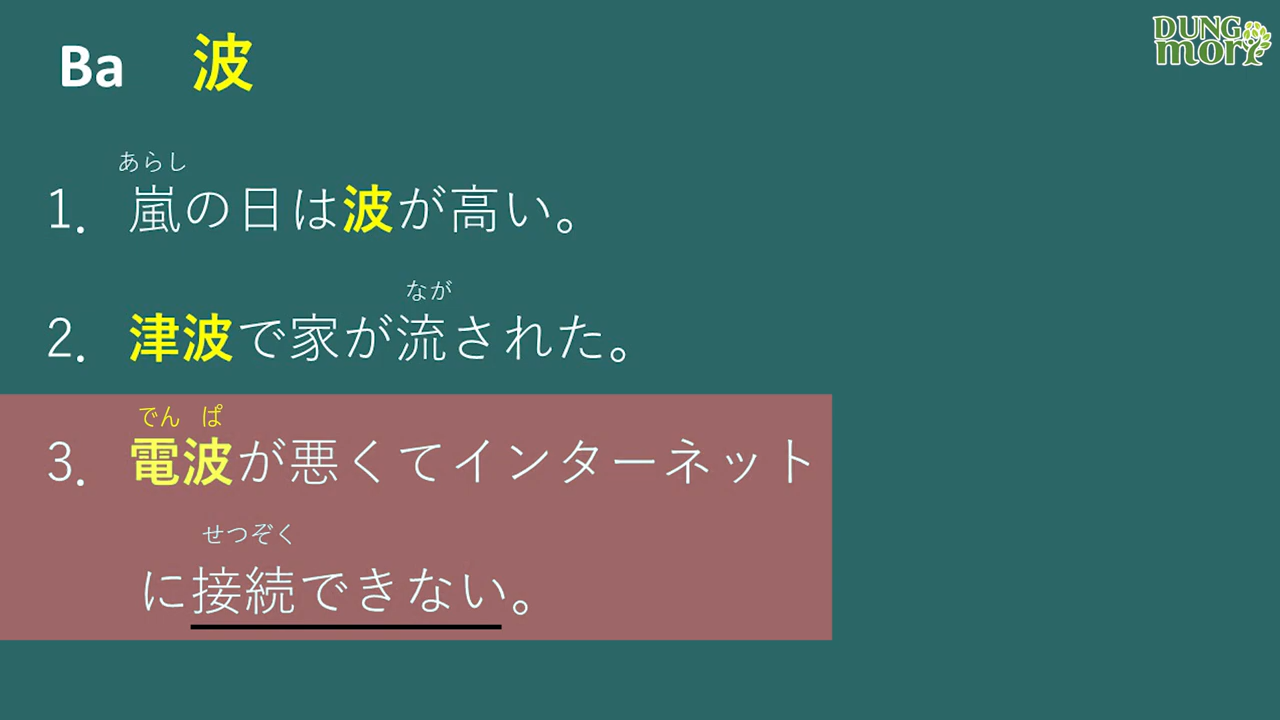 Ba 波
DUNG
mori
あらし
1. 嵐の日は波が高い。
なが
2. 津波で家が流された。
でん ぱ
3. 電波が悪くてインターネット
せつぞく
に接続できない。